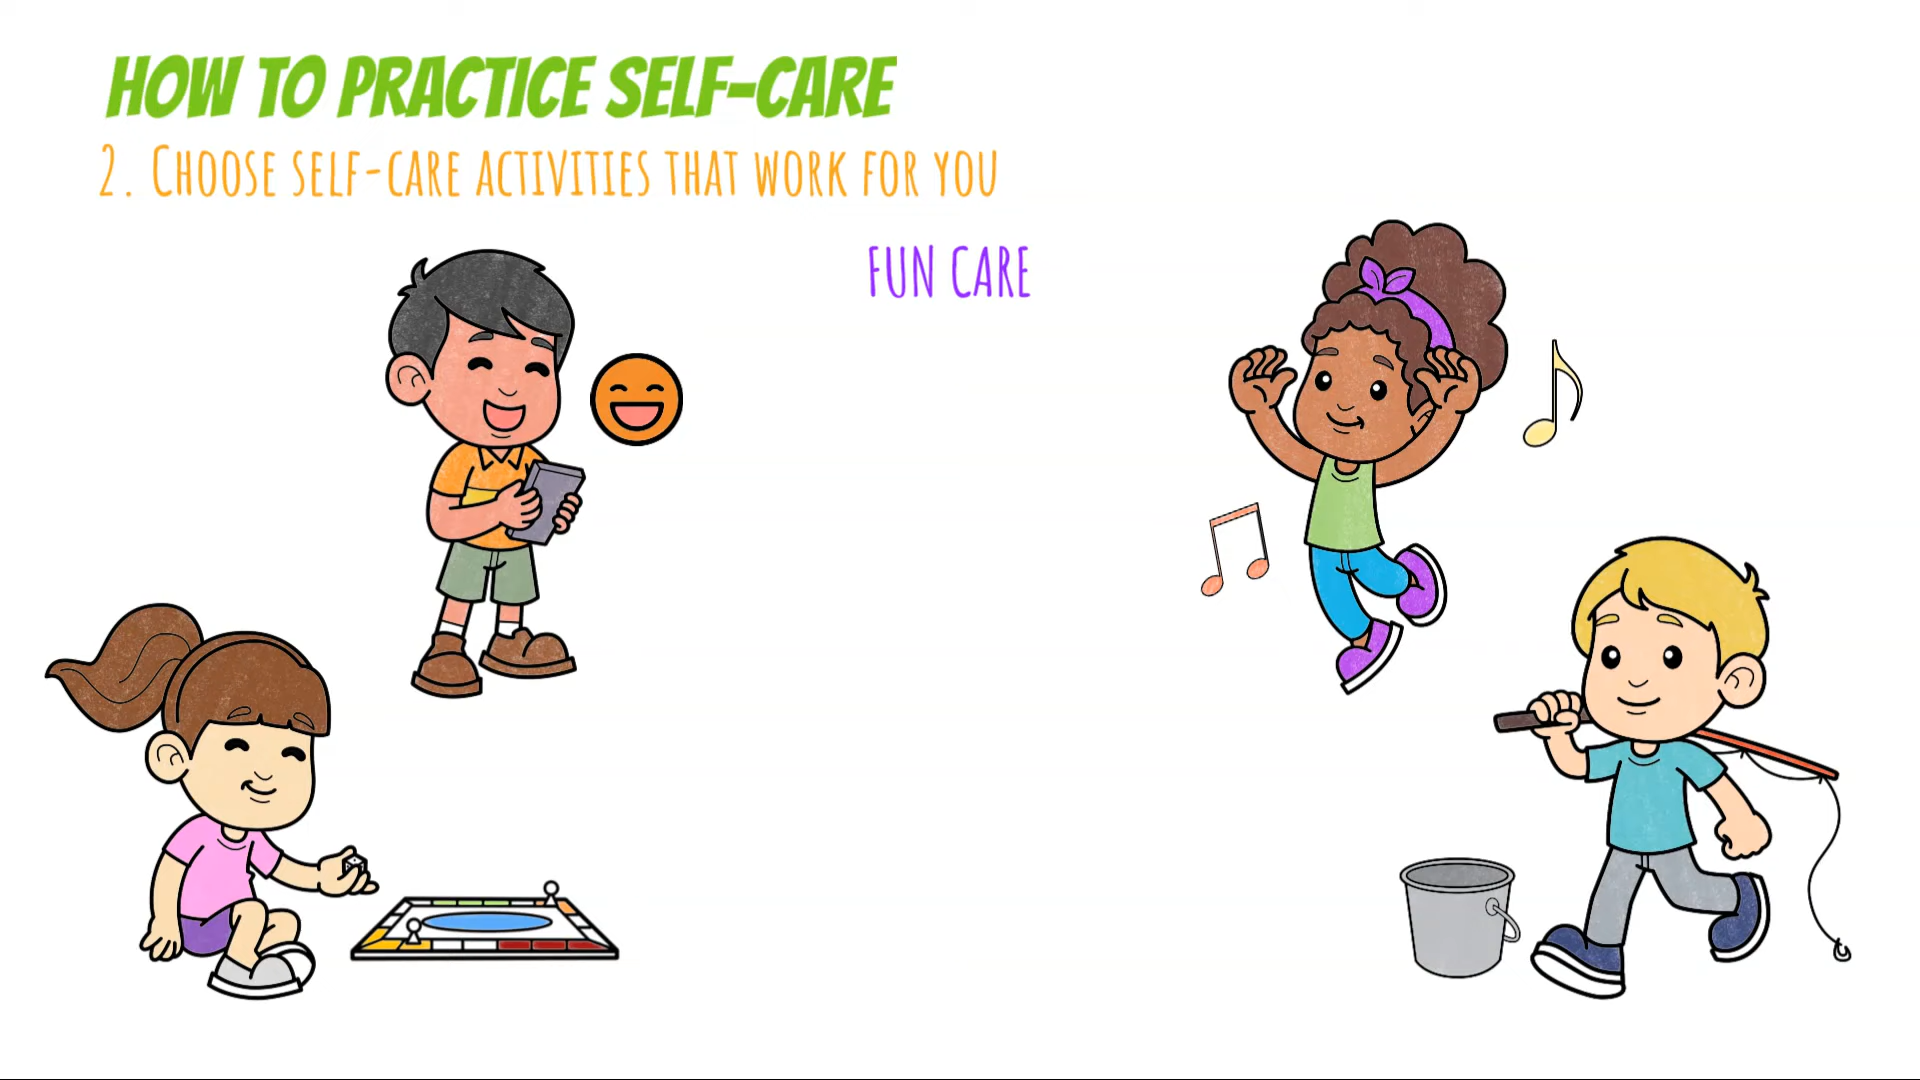 HOW TO PRACTICE SELF-CARE
2. CHOOSE SELF-CARE ACTIVITIES THAT WORK FOR YOU
FUN CARE